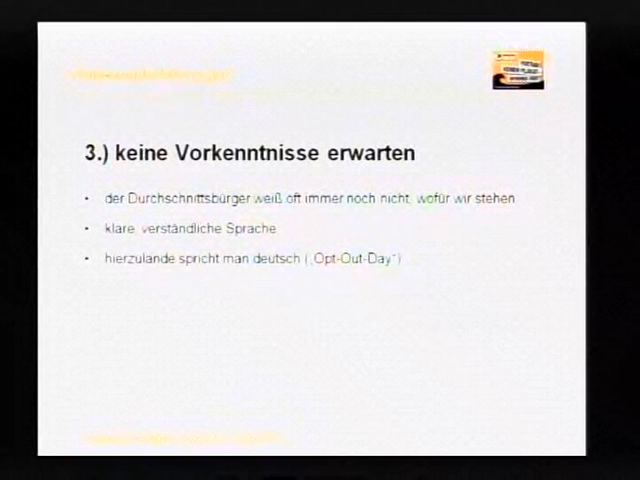 3.) keine Vorkenntnisse erwarten
• der Durchschnittsbürger weiß oft immer noch nicht, wofür wir stehen
• klare, verständliche Sprache
• hierzulande spricht man deutsch („Opt-Out-Day“)